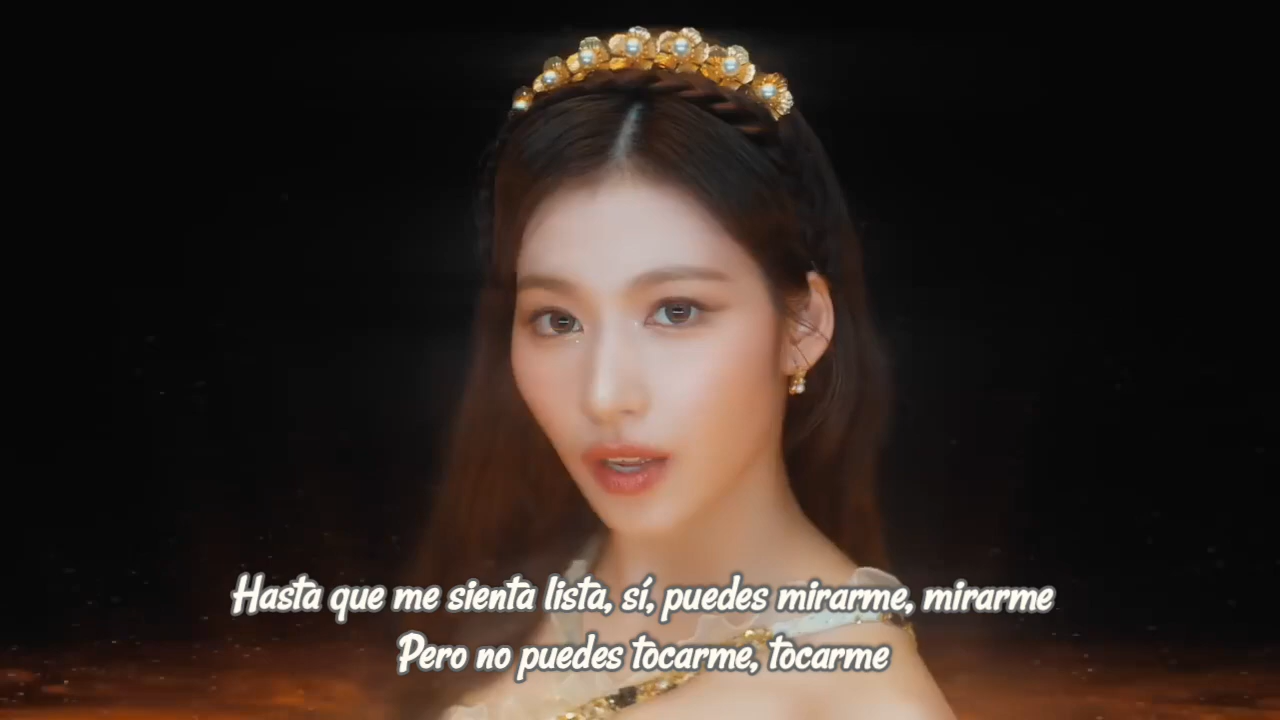 Hasta que me sienta lista, sí, puedes mirarme, mirarme
Pero no puedes tocarme, tocarme